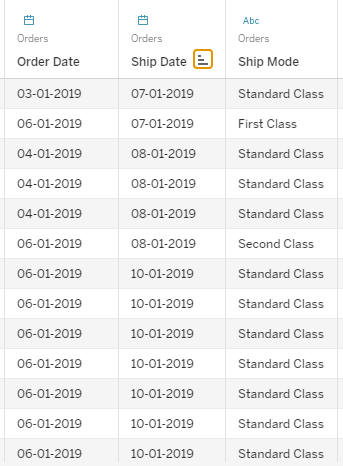 Abc
Orders Orders Orders
Order Date Ship Date Ship Mode
03-01-2019 07-01-2019 Standard Class
06-01-2019 07-01-2019 First Class
04-01-2019 08-01-2019 Standard Class
04-01-2019 08-01-2019 Standard Class
04-01-2019 08-01-2019 Standard Class
06-01-2019 08-01-2019 Second Class
06-01-2019 10-01-2019 Standard Class
06-01-2019 10-01-2019 Standard Class
06-01-2019 10-01-2019 Standard Class
06-01-2019 10-01-2019 Standard Class
06-01-2019 10-01-2019 Standard Class
06-01-2019 10-01-2019 Standard Class
06-01-2019 10-01-2019 Standard Class